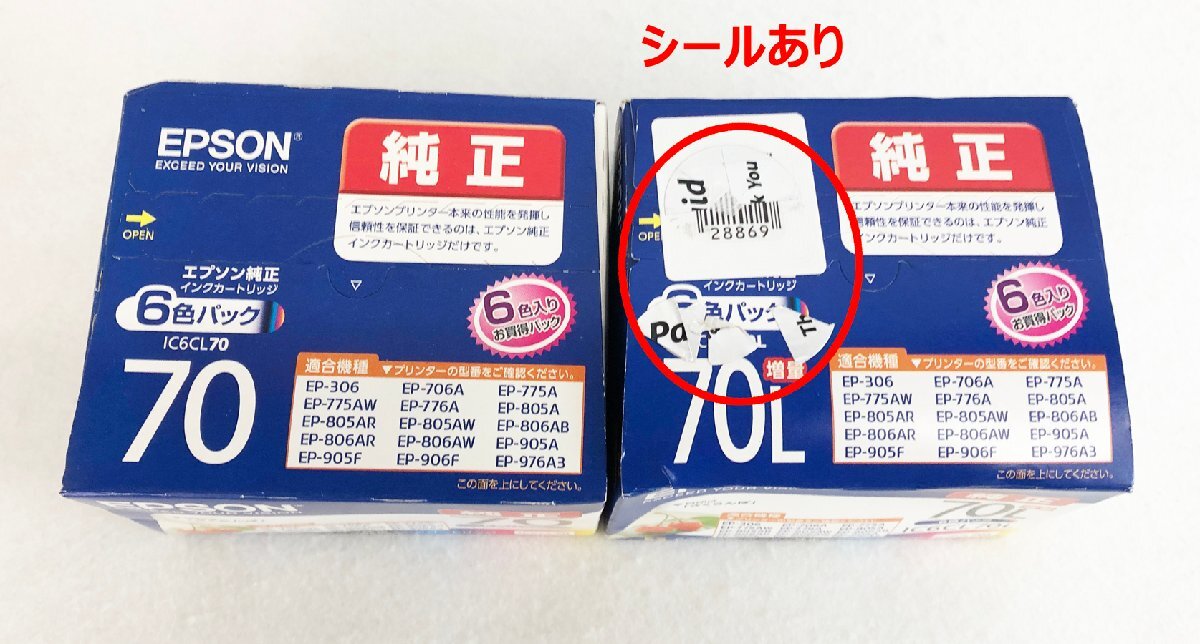 シールあり
EPSON
EXCEED YOUR VISION
純正
エプソンプリンター本来の性能を発揮し
信頼性を保証できるのは、エプソン純正
インクカートリッジだけです。
OPEN
エプソン純正
インクカートリッジ
6色パック
IC6CL70
70
6色入り
お買得パック
適合機種 ▼プリンターの型番をご確認ください。
EP-306 EP-706A EP-775A
EP-775AW EP-776A EP-805A
EP-805AR EP-805AW EP-806AB
EP-806AR EP-806AW EP-905A
EP-905F EP-906F EP-976A3
この面を上にしてください。
EPSON
純正
70
純正
エプソンプリンター本来の性能を発揮し
信頼性を保証できるのは、エプソン純正
インクカートリッジだけです。
id
k You
28869
インクカートリッジ
色パック
Pa
増量
70L
6色入り
お買得パック
適合機種 ▼プリンターの型番をご確認ください。
EP-306 EP-706A EP-775A
EP-775AW EP-776A EP-805A
EP-805AR EP-805AW EP-806AB
EP-806AR EP-806AW EP-905A
EP-905F EP-906F EP-976A3
この面を上にしてください。
純正
70L
IC6CL70L